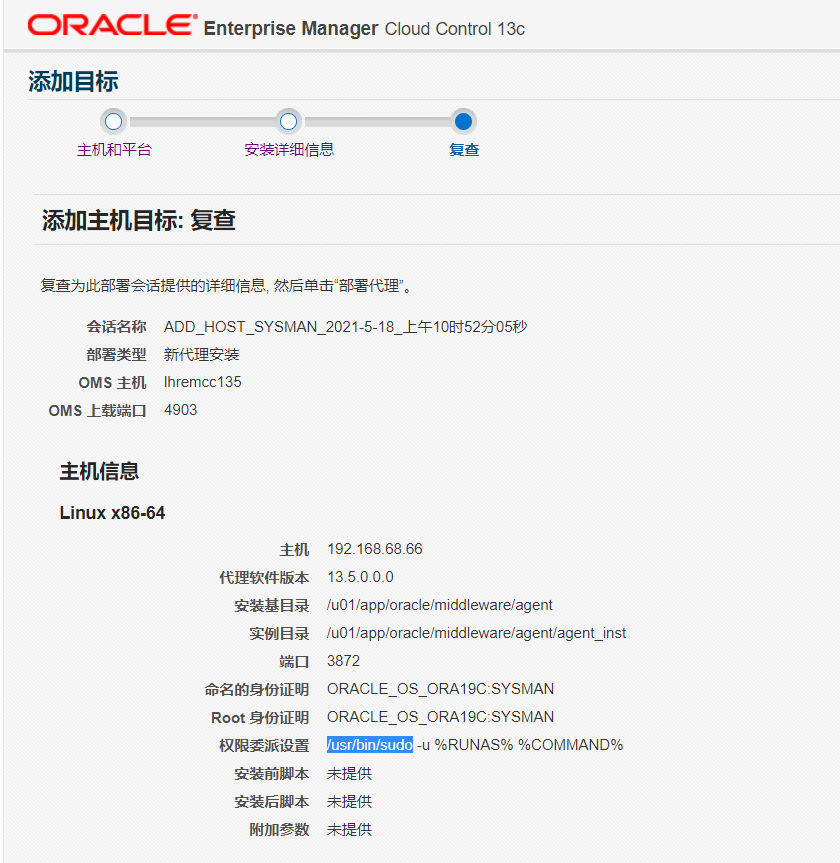 ORACLE® Enterprise Manager Cloud Control 13c
添加目标
主机和平台 安装详细信息 复查
添加主机目标: 复查
复查为此部署会话提供的详细信息, 然后单击“部署代理”。
会话名称 ADD_HOST_SYSMAN_2021-5-18_上午10时52分05秒
部署类型 新代理安装
OMS 主机 lhremcc135
OMS 上载端口 4903
主机信息
Linux x86-64
主机 192.168.68.66
代理软件版本 13.5.0.0.0
安装基目录 /u01/app/oracle/middleware/agent
实例目录 /u01/app/oracle/middleware/agent/agent_inst
端口 3872
命名的身份证明 ORACLE_OS_ORA19C:SYSMAN
Root 身份证明 ORACLE_OS_ORA19C:SYSMAN
权限委派设置 /usr/bin/sudo -u %RUNAS% %COMMAND%
安装前脚本 未提供
安装后脚本 未提供
附加参数 未提供